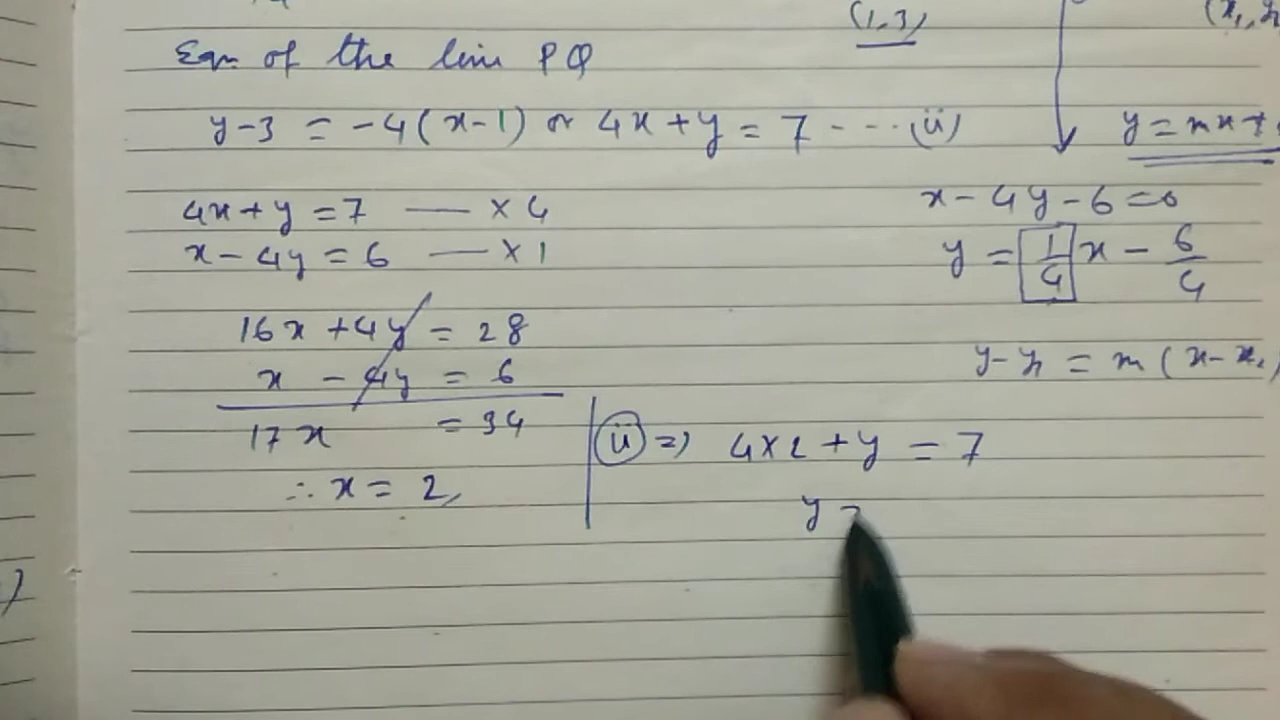 (1,3)
(x₁, y₁
Eqn. of the line PQ
y-3 = -4(x-1) or 4x+y = 7 - - - (ii)
y = mx +
4x+y = 7 — × 4
x - 4y = 6 — × 1
x - 4y - 6 = 0
y = 1/4 x - 6/4
16x + 4y = 28
x - 4y = 6
17x = 34
∴ x = 2,
y - y₁ = m(x - x₁)
(ii) ⇒ 4×2 + y = 7
y =